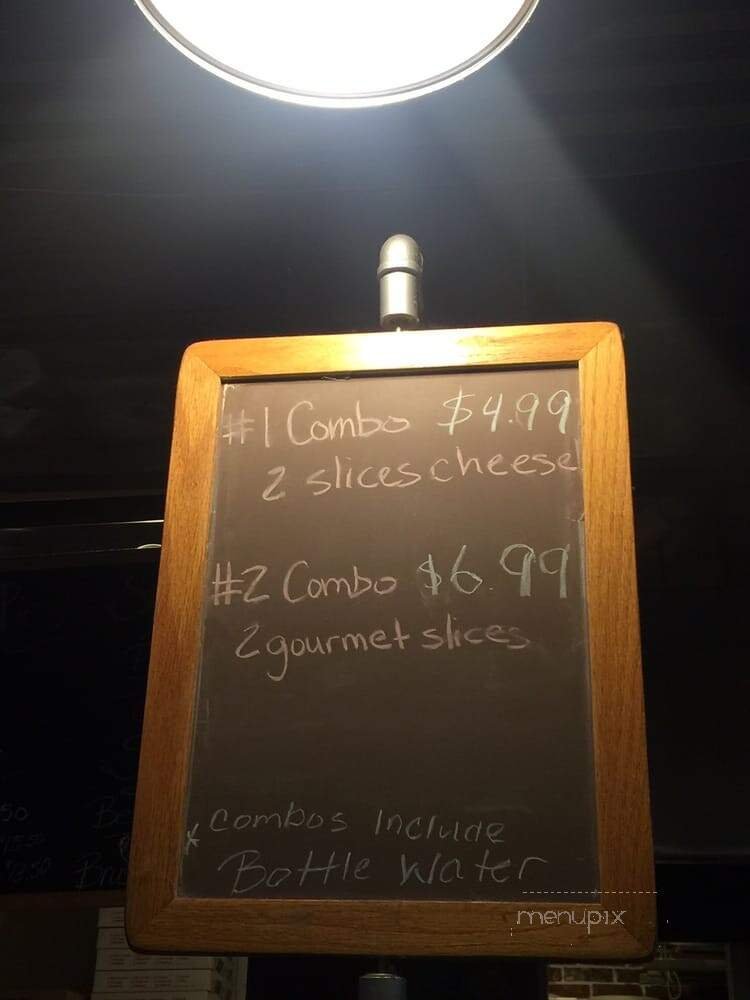 #1 Combo $4.99
2 slices cheese
#2 Combo $6.99
2 gourmet slices
* Combos Include
Bottle Water
menupix